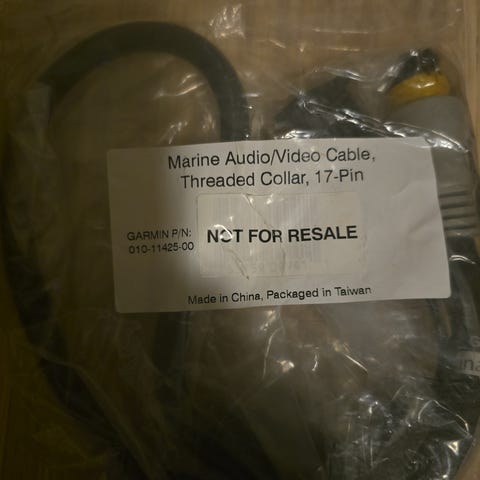 Marine Audio/Video Cable,
Threaded Collar, 17-Pin
GARMIN P/N:
010-11425-00
NOT FOR RESALE
Made in China, Packaged in Taiwan